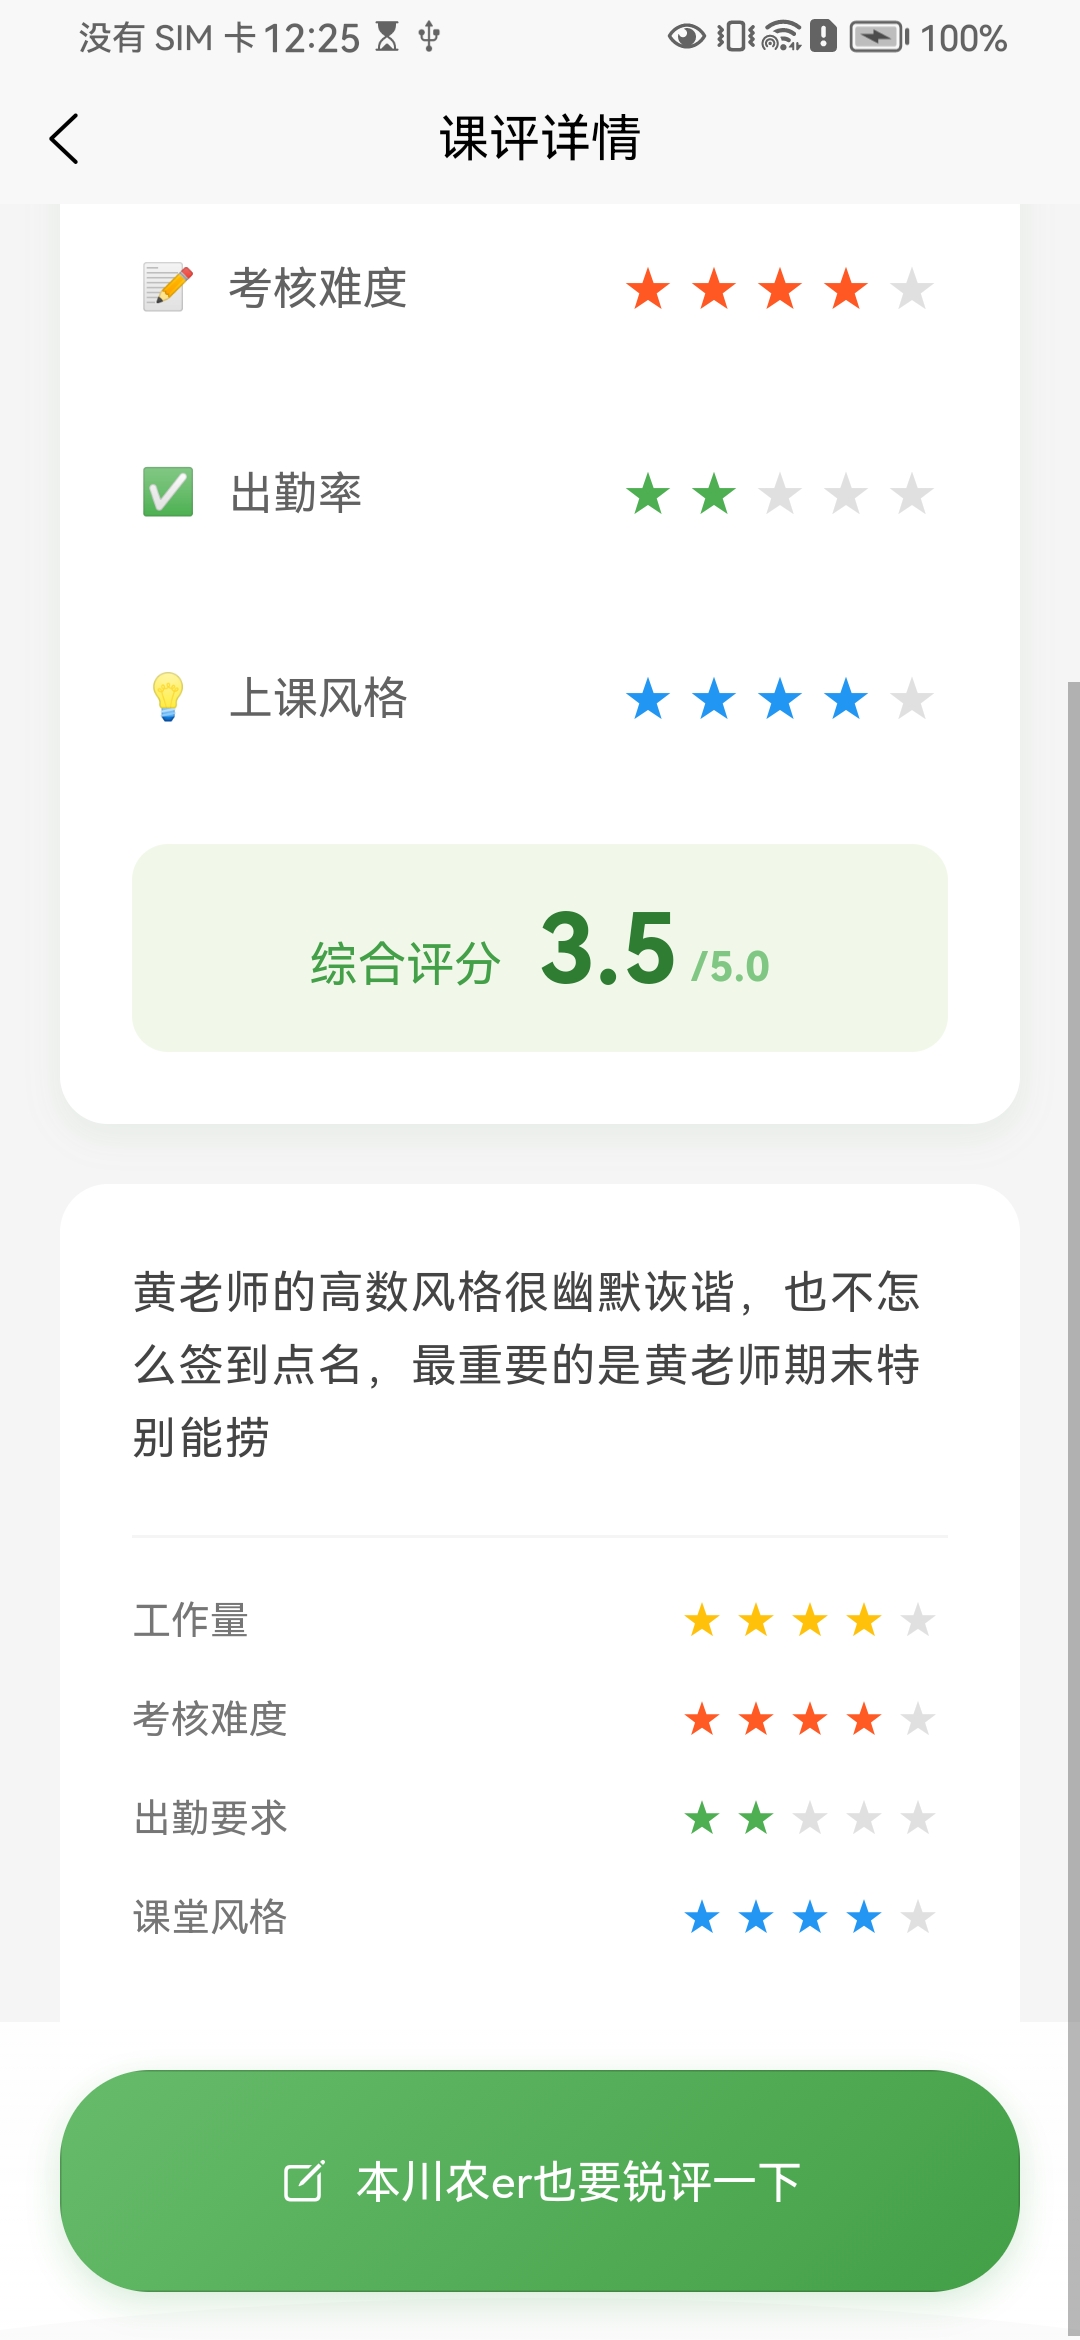 没有 SIM 卡 12:25 100%
课评详情
考核难度
出勤率
上课风格
综合评分 3.5 /5.0
黄老师的高数风格很幽默诙谐，也不怎
么签到点名，最重要的是黄老师期末特
别能捞
工作量
考核难度
出勤要求
课堂风格
本川农er也要锐评一下